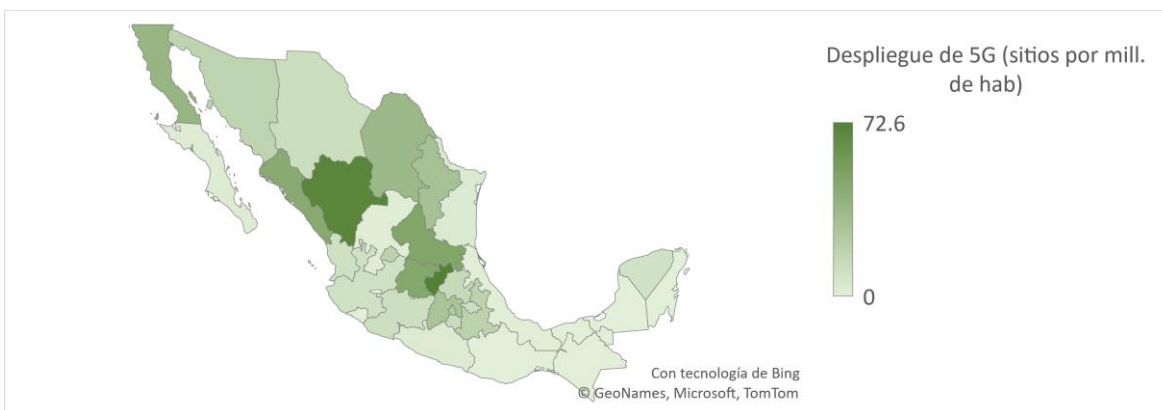 Despliegue de 5G (sitios por mill.
de hab)
72.6
0
Con tecnología de Bing
© GeoNames, Microsoft, TomTom